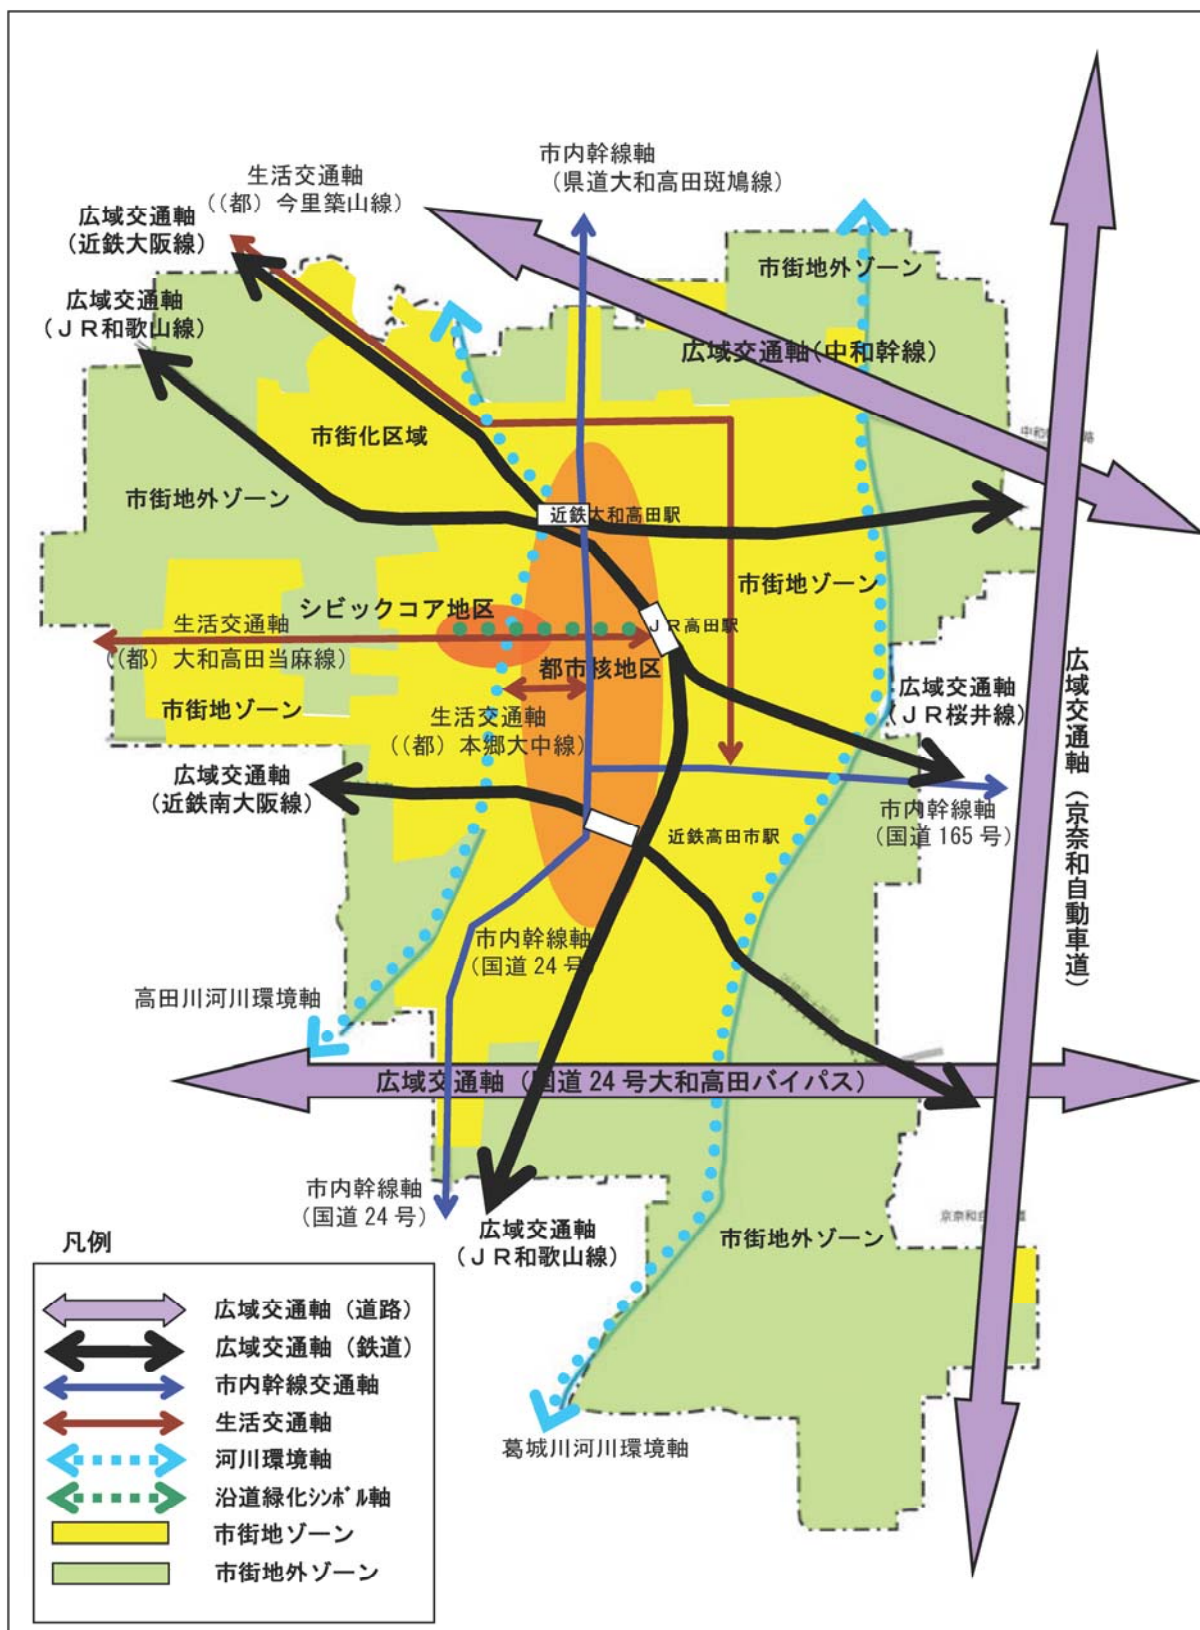 市内幹線軸
（県道大和高田斑鳩線）
生活交通軸
（（都）今里築山線）
広域交通軸
（近鉄大阪線）
広域交通軸
（ＪＲ和歌山線）
市街地外ゾーン
広域交通軸（中和幹線）
市街化区域
市街地外ゾーン
近鉄大和高田駅
市街地ゾーン
シビックコア地区
生活交通軸
（（都）大和高田当麻線）
ＪＲ高田駅
都市核地区
市街地ゾーン
広域交通軸
（ＪＲ桜井線）
生活交通軸
（（都）本郷大中線）
広域交通軸
（近鉄南大阪線）
市内幹線軸
（国道 165 号）
近鉄高田市駅
広域交通軸（京奈和自動車道）
市内幹線軸
（国道 24 号）
高田川河川環境軸
広域交通軸（国道 24 号大和高田バイパス）
市内幹線軸
（国道 24 号）
広域交通軸
（ＪＲ和歌山線）
市街地外ゾーン
葛城川河川環境軸
凡例
広域交通軸（道路）
広域交通軸（鉄道）
市内幹線交通軸
生活交通軸
河川環境軸
沿道緑化ｼﾝﾎﾞﾙ軸
市街地ゾーン
市街地外ゾーン